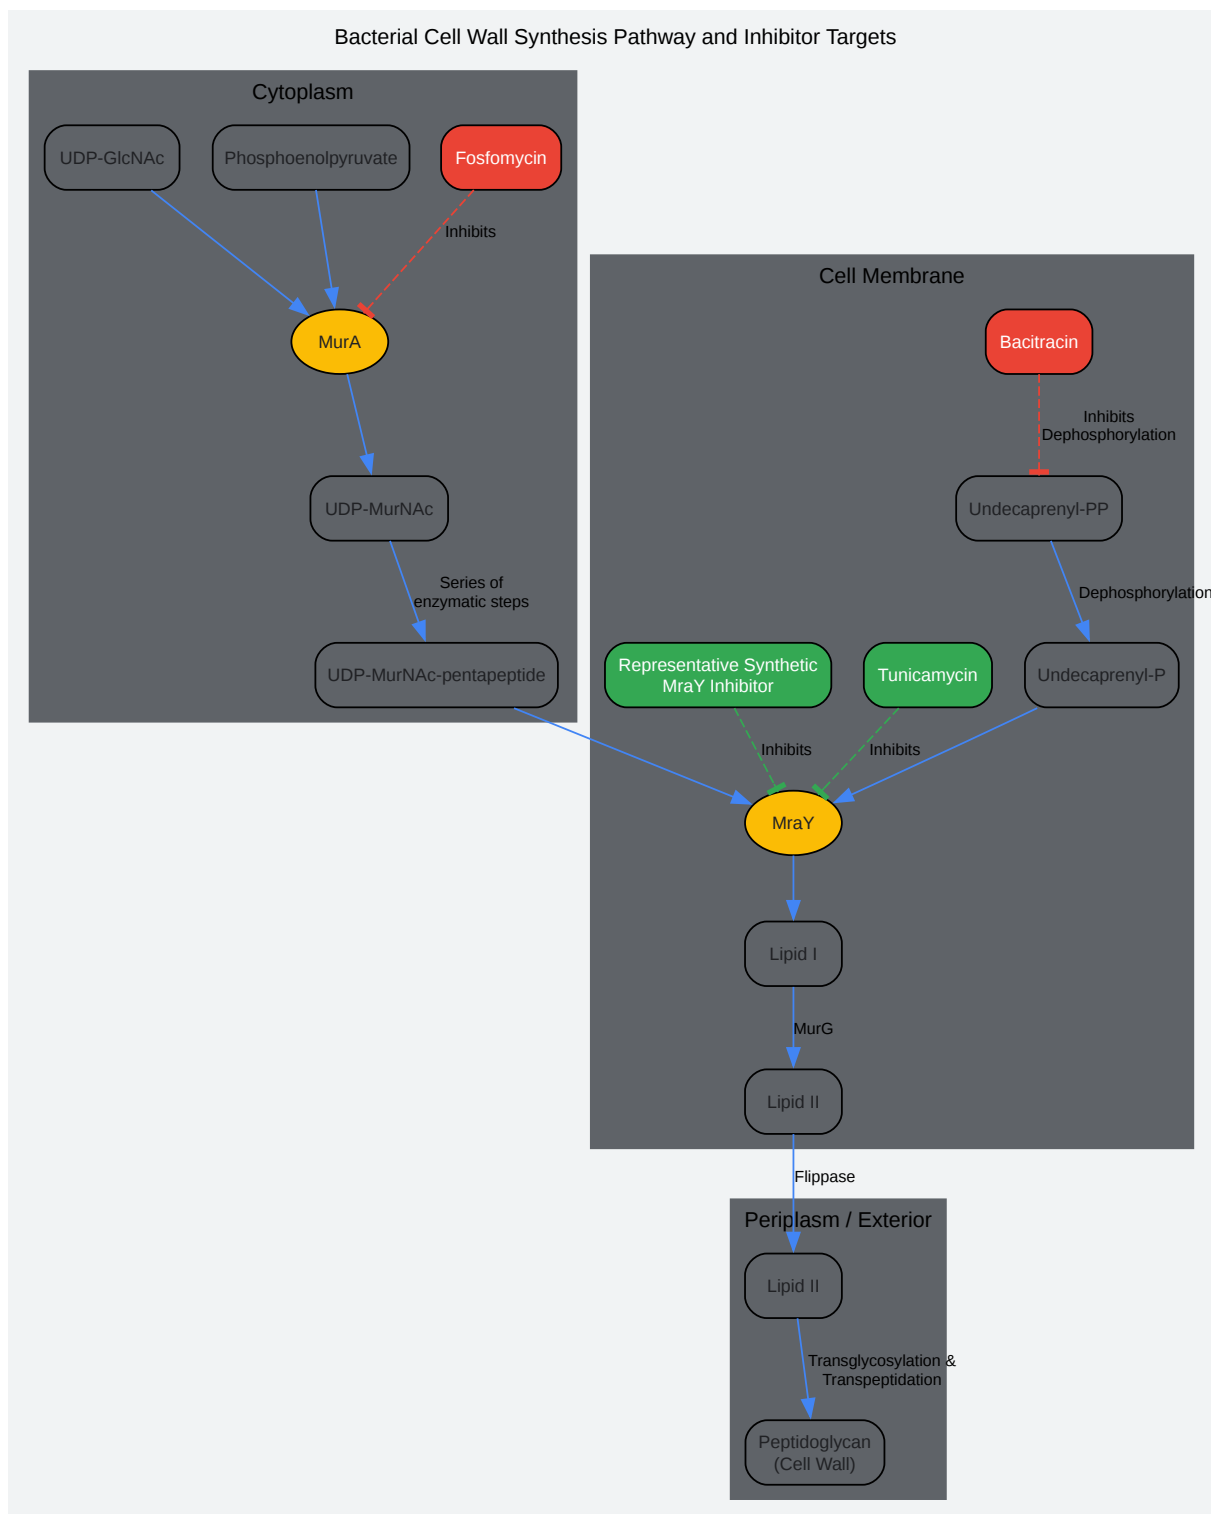 Bacterial Cell Wall Synthesis Pathway and Inhibitor Targets
Cytoplasm
UDP-GlcNAc
Phosphoenolpyruvate
Fosfomycin
Inhibits
MurA
UDP-MurNAc
Series of
enzymatic steps
UDP-MurNAc-pentapeptide
Cell Membrane
Bacitracin
Inhibits
Dephosphorylation
Undecaprenyl-PP
Dephosphorylation
Representative Synthetic
MraY Inhibitor
Tunicamycin
Undecaprenyl-P
Inhibits
Inhibits
MraY
Lipid I
MurG
Lipid II
Flippase
Periplasm / Exterior
Lipid II
Transglycosylation &
Transpeptidation
Peptidoglycan
(Cell Wall)